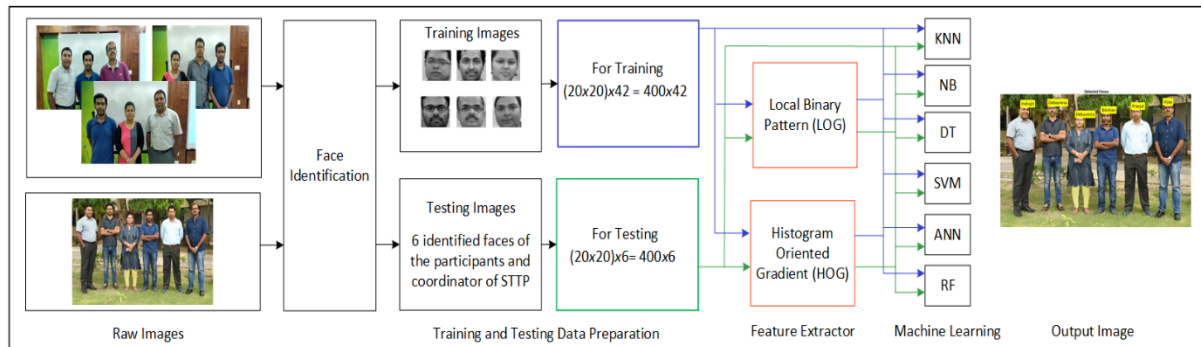 Raw Images
Face
Identification
Training Images
Testing Images
6 identified faces of
the participants and
coordinator of STTP
For Training
(20x20)x42 = 400x42
For Testing
(20x20)x6= 400x6
Training and Testing Data Preparation
Local Binary
Pattern (LOG)
Histogram
Oriented
Gradient (HOG)
Feature Extractor
KNN
NB
DT
SVM
ANN
RF
Machine Learning
Detected Faces
Output Image